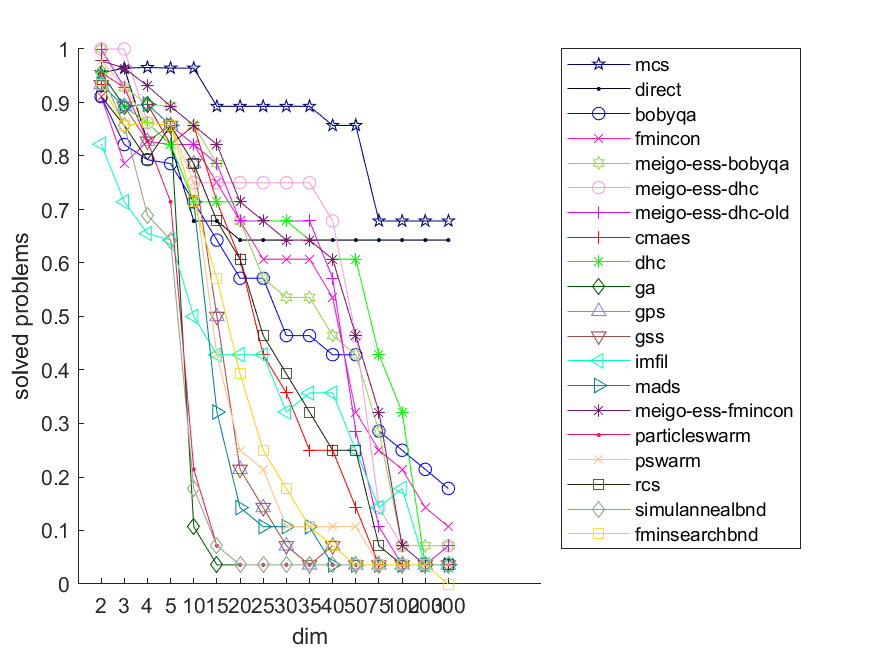 1
0.9
0.8
0.7
0.6
0.5
0.4
0.3
0.2
0.1
0
solved problems
2 3 4 5 10 15 20 25 30 35 40 50 75 100 200 300
dim
mcs
direct
bobyqa
fmincon
meigo-ess-bobyqa
meigo-ess-dhc
meigo-ess-dhc-old
cmaes
dhc
ga
gps
gss
imfil
mads
meigo-ess-fmincon
particleswarm
pswarm
rcs
simulannealbnd
fminsearchbnd